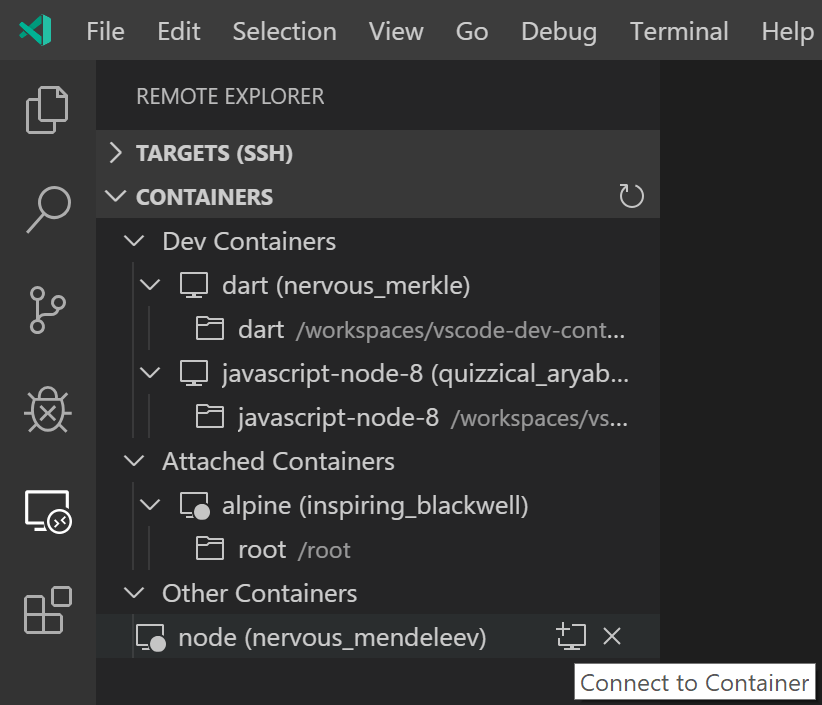 File Edit Selection View Go Debug Terminal Help
REMOTE EXPLORER
TARGETS (SSH)
CONTAINERS
Dev Containers
dart (nervous_merkle)
dart /workspaces/vscode-dev-cont...
javascript-node-8 (quizzical_aryab...
javascript-node-8 /workspaces/vs...
Attached Containers
alpine (inspiring_blackwell)
root /root
Other Containers
node (nervous_mendeleev)
Connect to Container